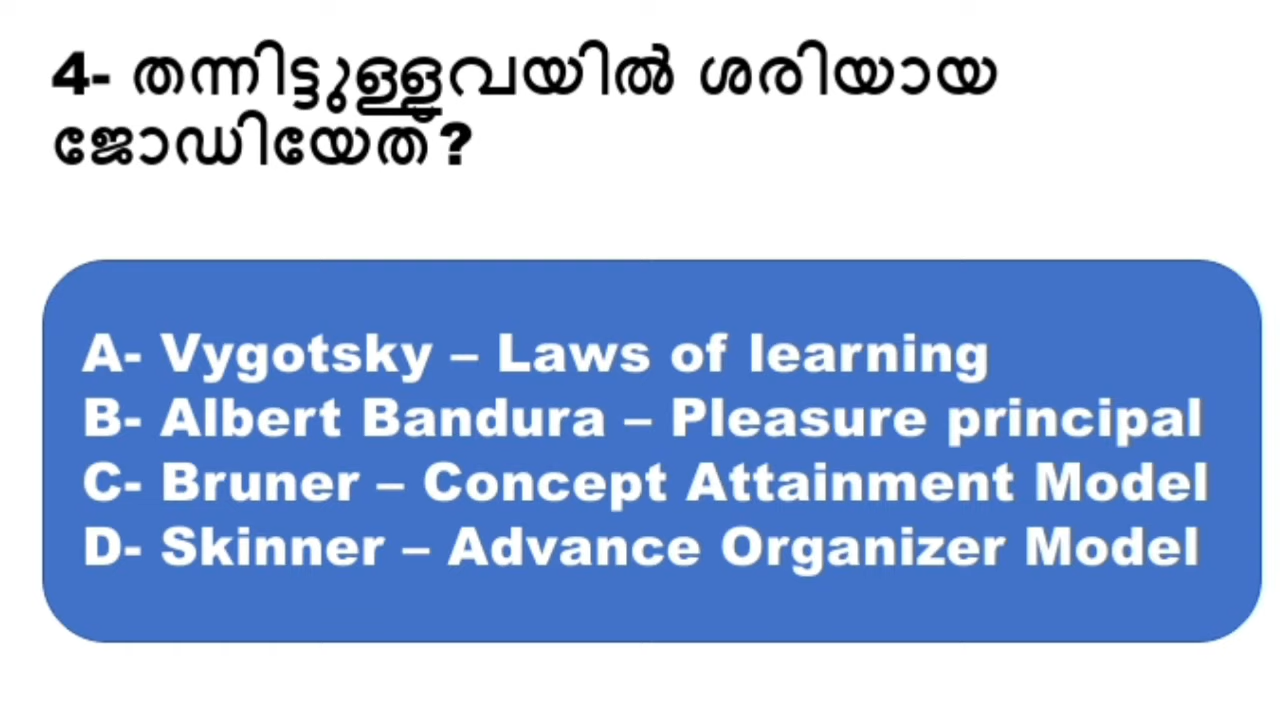 4- തന്നിട്ടുള്ളവയിൽ ശരിയായ
ജോഡിയേത്?
A- Vygotsky – Laws of learning
B- Albert Bandura – Pleasure principal
C- Bruner – Concept Attainment Model
D- Skinner – Advance Organizer Model